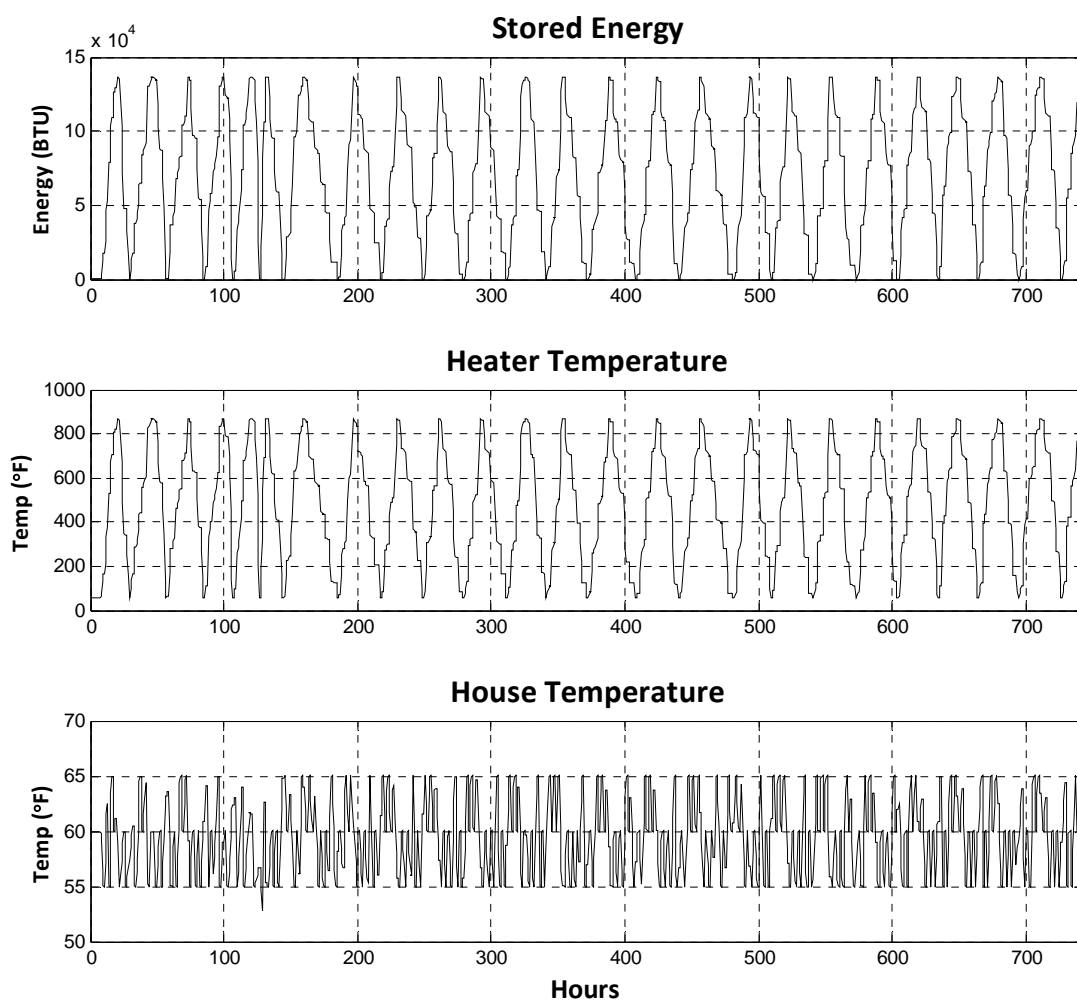 Stored Energy
x 10⁴
Energy (BTU)
15
10
5
0
0 100 200 300 400 500 600 700
Heater Temperature
Temp (°F)
1000
800
600
400
200
0
0 100 200 300 400 500 600 700
House Temperature
Temp (°F)
70
65
60
55
50
0 100 200 300 400 500 600 700
Hours